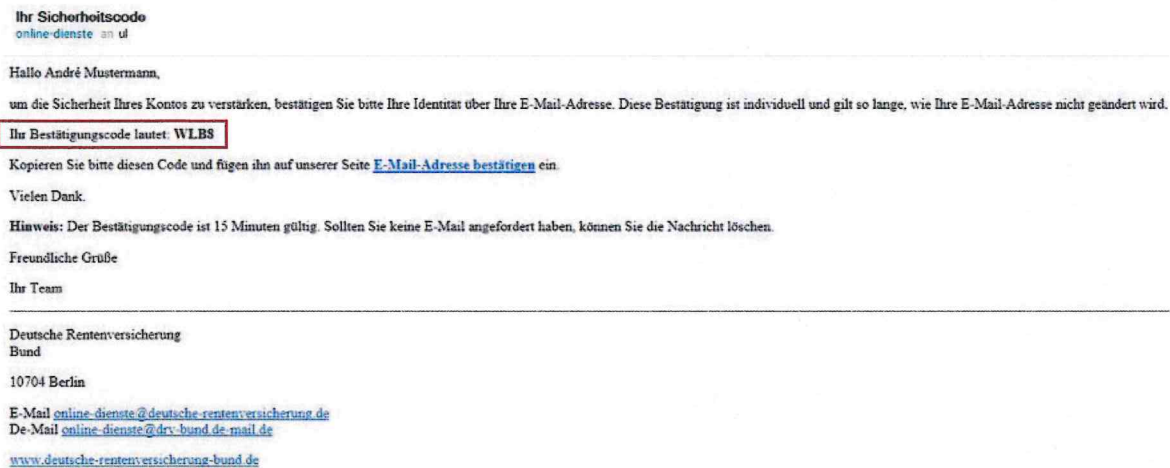 Ihr Sicherheitscode
online-dienste an ul
Hallo André Mustermann,
um die Sicherheit Ihres Kontos zu verstärken, bestätigen Sie bitte Ihre Identität über Ihre E-Mail-Adresse. Diese Bestätigung ist individuell und gilt so lange, wie Ihre E-Mail-Adresse nicht geändert wird.
Ihr Bestätigungscode lautet: WLBS
Kopieren Sie bitte diesen Code und fügen ihn auf unserer Seite E-Mail-Adresse bestätigen ein.
Vielen Dank.
Hinweis: Der Bestätigungscode ist 15 Minuten gültig. Sollten Sie keine E-Mail angefordert haben, können Sie die Nachricht löschen.
Freundliche Grüße
Ihr Team
Deutsche Rentenversicherung
Bund
10704 Berlin
E-Mail online-dienste@deutsche-rentenversicherung.de
De-Mail online-dienste@drv-bund.de-mail.de
www.deutsche-rentenversicherung-bund.de